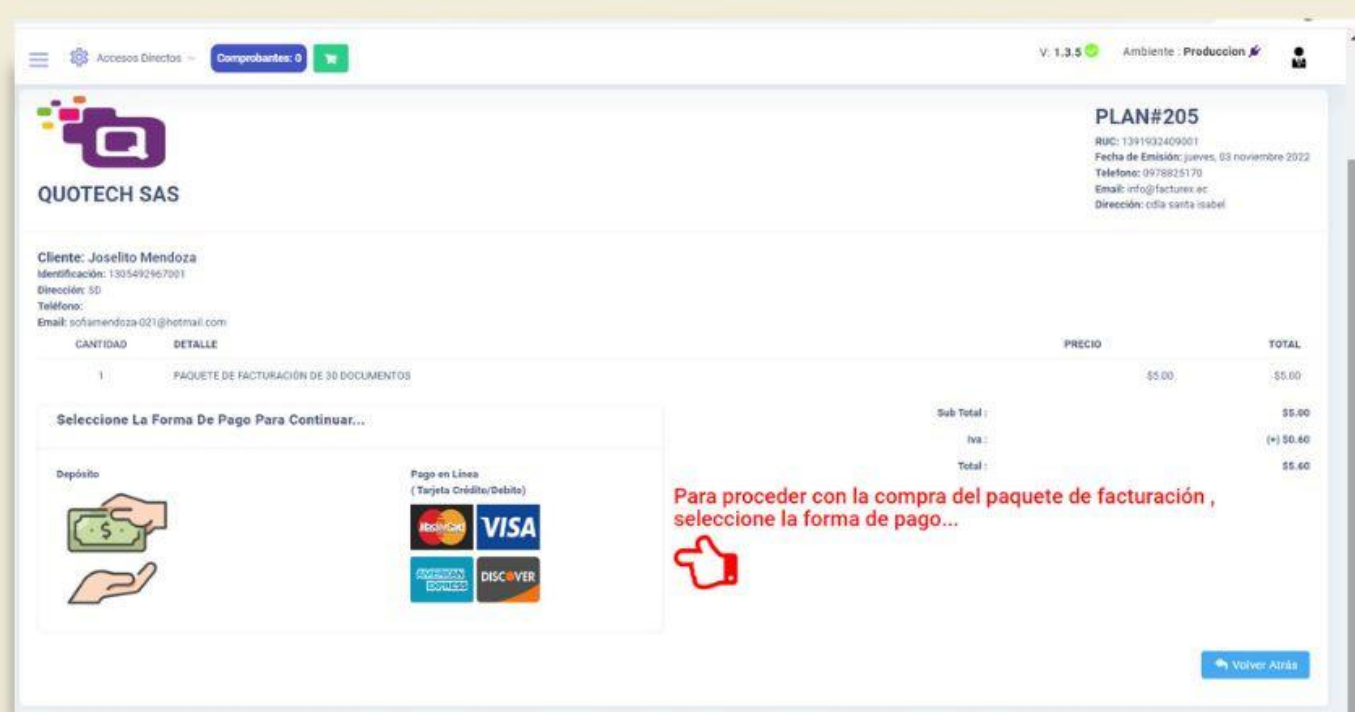 Accesos Directos
Comprobantes: 0
V: 1.3.5
Ambiente : Produccion
Q
QUOTECH SAS
PLAN#205
RUC: 1391932409001
Fecha de Emisión: jueves, 03 noviembre 2022
Telefono: 0978825170
Email: info@facturex.ec
Dirección: cdla santa isabel
Cliente: Joselito Mendoza
Identificación: 1305492967001
Dirección: SD
Teléfono:
Email: sofiamendoza-021@hotmail.com
CANTIDAD DETALLE PRECIO TOTAL
1 PAQUETE DE FACTURACIÓN DE 30 DOCUMENTOS $5.00 $5.00
Seleccione La Forma De Pago Para Continuar...
Sub Total : $5.00
Iva : (+) $0.60
Total : $5.60
Depósito
Pago en Línea
( Tarjeta Crédito/Debito)
MasterCard VISA
AMERICAN EXPRESS DISCOVER
Para proceder con la compra del paquete de facturación ,
seleccione la forma de pago...
Volver Atrás